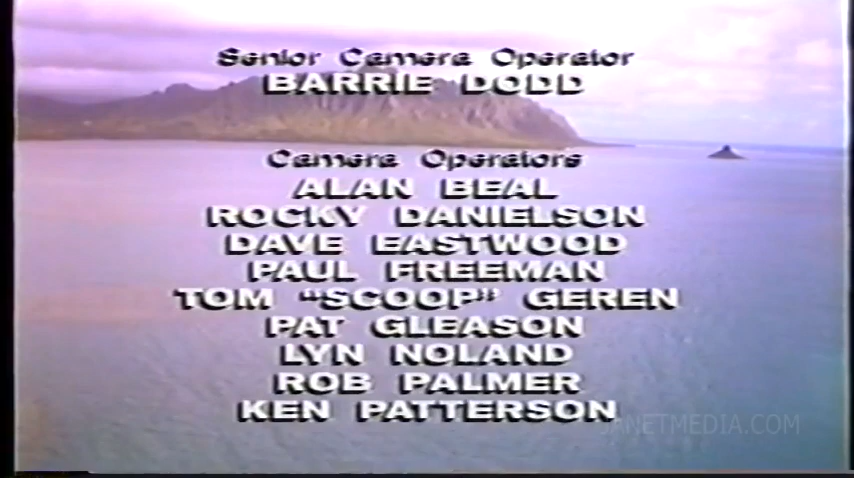 Senior Camera Operator
BARRIE DODD
Camera Operators
ALAN BEAL
ROCKY DANIELSON
DAVE EASTWOOD
PAUL FREEMAN
TOM "SCOOP" GEREN
PAT GLEASON
LYN NOLAND
ROB PALMER
KEN PATTERSON
JANETMEDIA.COM